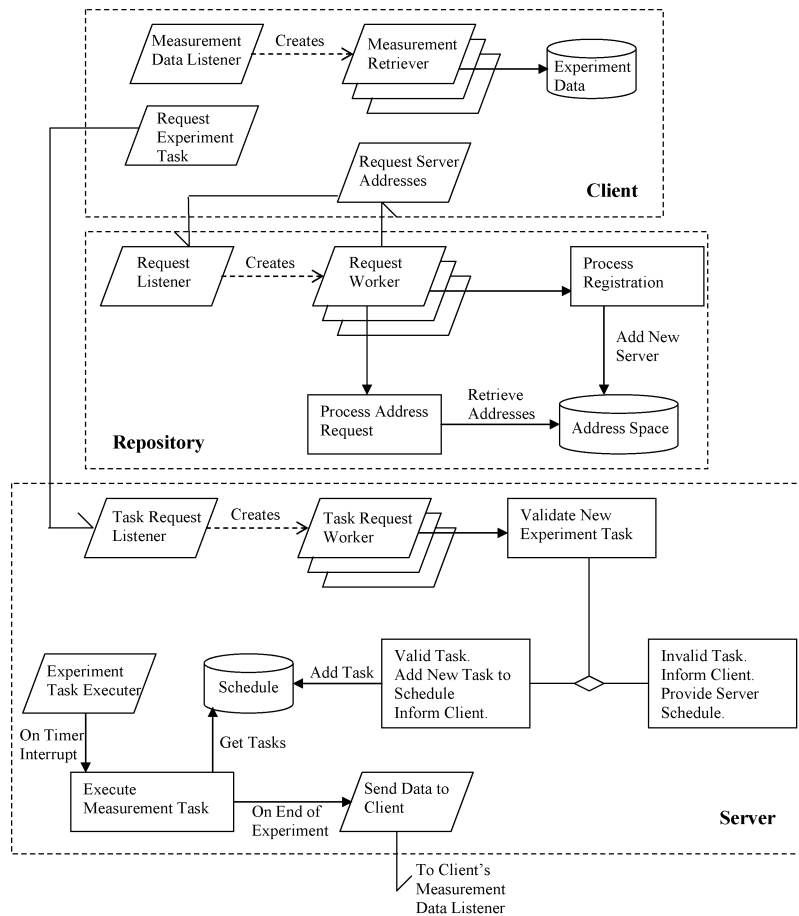 Measurement
Data Listener
Creates
Measurement
Retriever
Experiment
Data
Request
Experiment
Task
Request Server
Addresses
Client
Request
Listener
Creates
Request
Worker
Process
Registration
Add New
Server
Process Address
Request
Retrieve
Addresses
Address Space
Repository
Task Request
Listener
Creates
Task Request
Worker
Validate New
Experiment Task
Experiment
Task Executer
Schedule
Add Task
Valid Task.
Add New Task to
Schedule
Inform Client.
Invalid Task.
Inform Client.
Provide Server
Schedule.
On Timer
Interrupt
Get Tasks
Execute
Measurement Task
On End of
Experiment
Send Data to
Client
Server
To Client's
Measurement
Data Listener